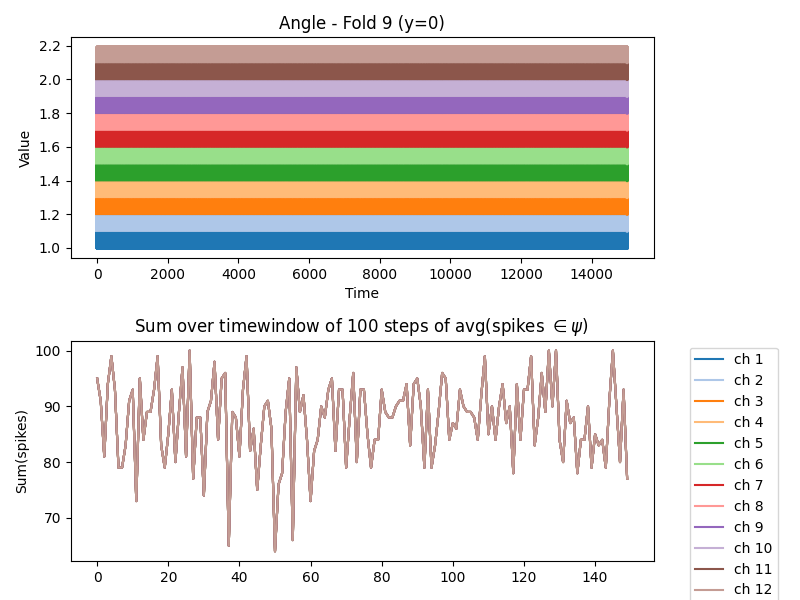 Angle - Fold 9 (y=0)
2.2
2.0
1.8
1.6
1.4
1.2
1.0
Value
0 2000 4000 6000 8000 10000 12000 14000
Time
Sum over timewindow of 100 steps of avg(spikes ∈ ψ)
100
90
80
70
Sum(spikes)
0 20 40 60 80 100 120 140
ch 1
ch 2
ch 3
ch 4
ch 5
ch 6
ch 7
ch 8
ch 9
ch 10
ch 11
ch 12